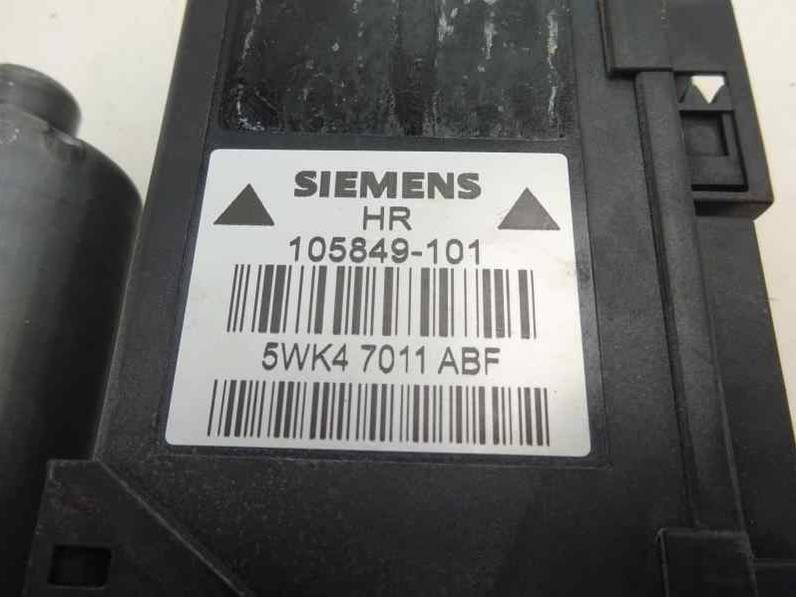 SIEMENS
HR
105849-101
5WK4 7011 ABF